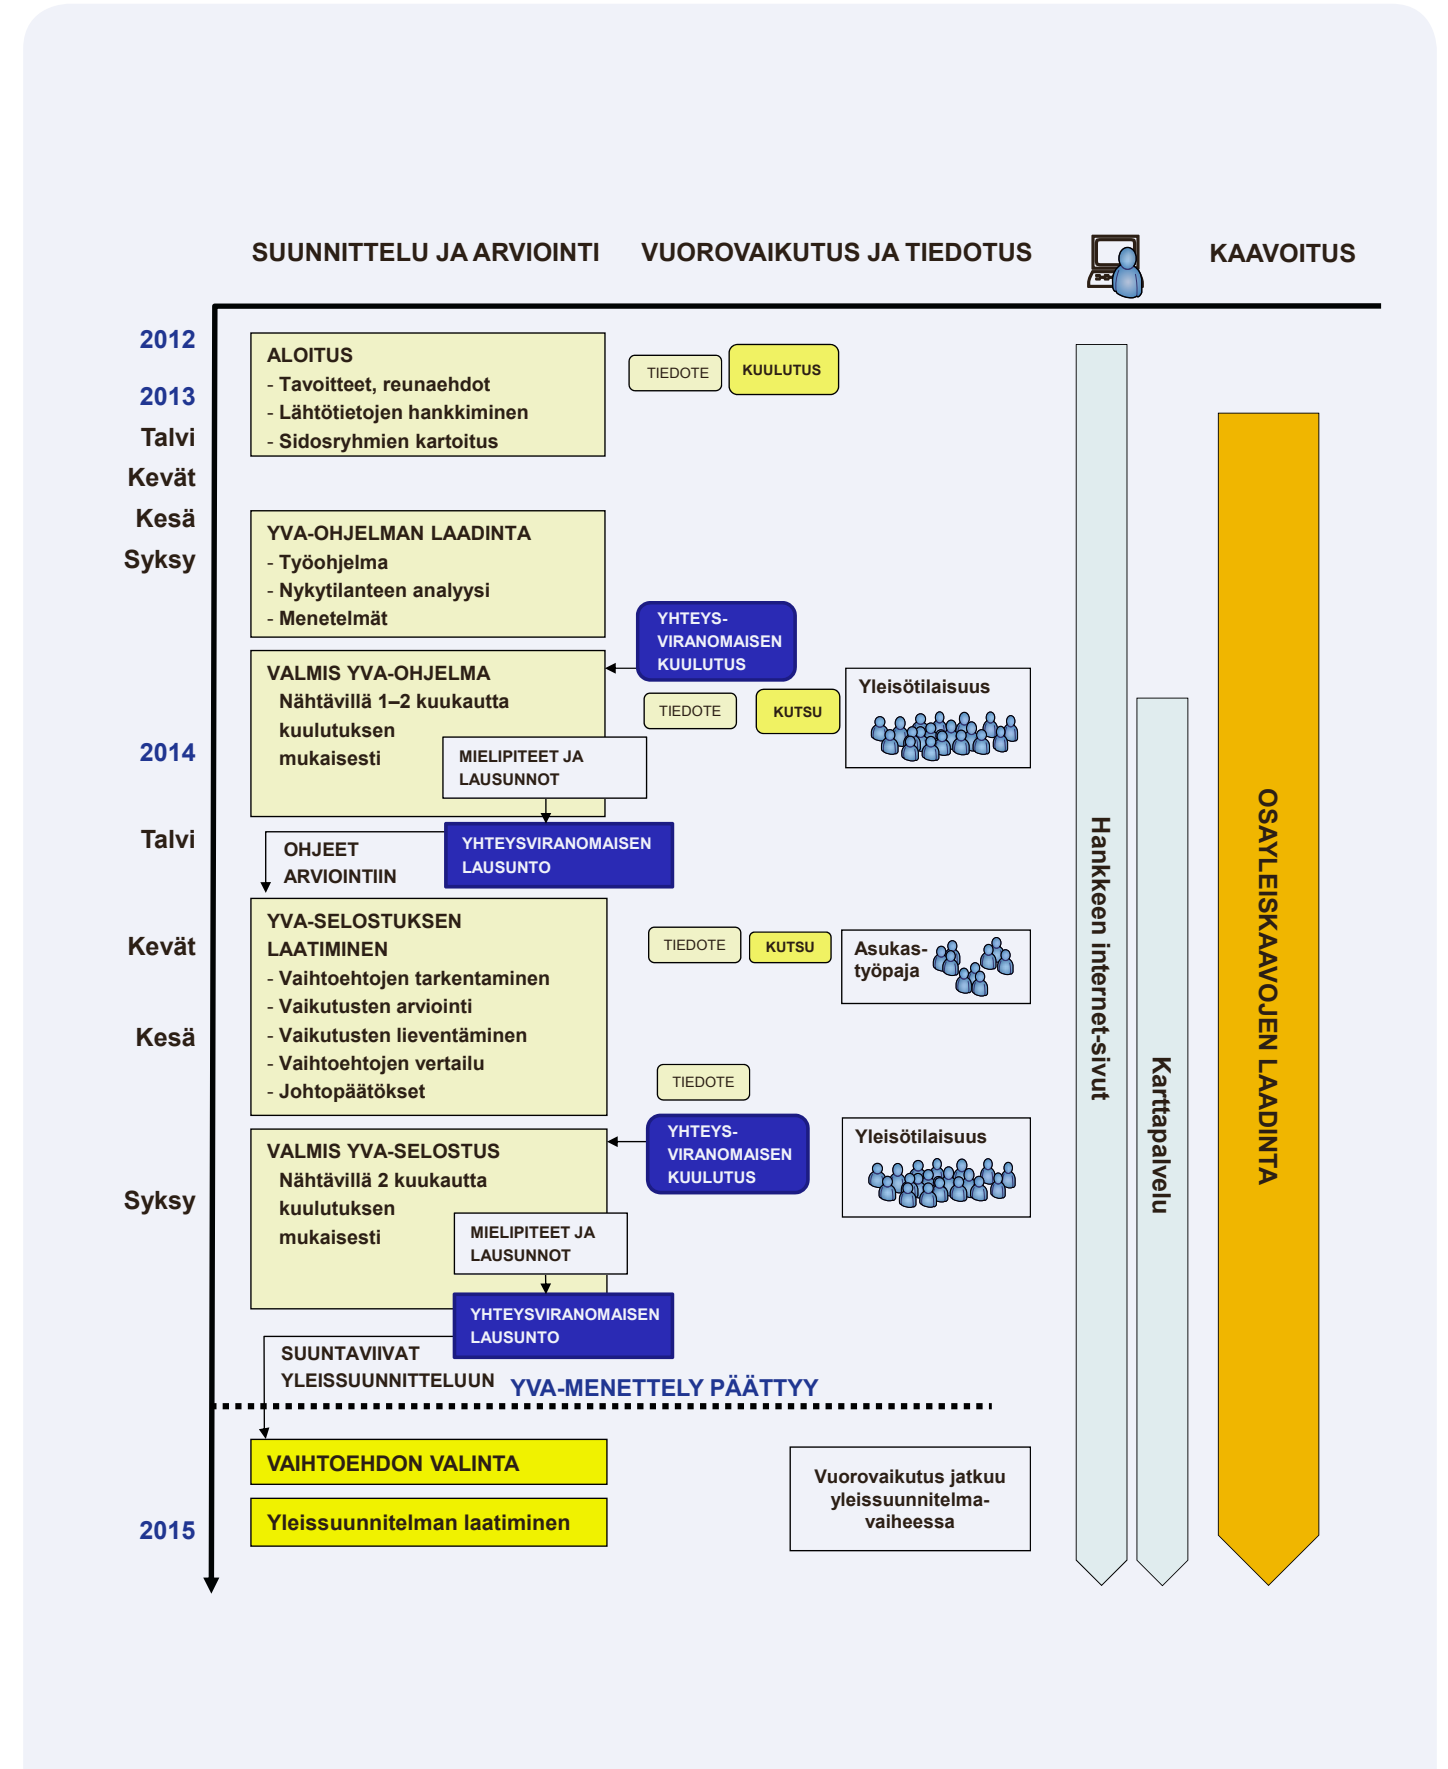 SUUNNITTELU JA ARVIOINTI
VUOROVAIKUTUS JA TIEDOTUS
KAAVOITUS
2012
2013
Talvi
Kevät
Kesä
Syksy
2014
Talvi
Kevät
Kesä
Syksy
2015
ALOITUS
- Tavoitteet, reunaehdot
- Lähtötietojen hankkiminen
- Sidosryhmien kartoitus
TIEDOTE
KUULUTUS
YVA-OHJELMAN LAADINTA
- Työohjelma
- Nykytilanteen analyysi
- Menetelmät
YHTEYS-
VIRANOMAISEN
KUULUTUS
VALMIS YVA-OHJELMA
Nähtävillä 1–2 kuukautta
kuulutuksen
mukaisesti
TIEDOTE
KUTSU
Yleisötilaisuus
MIELIPITEET JA
LAUSUNNOT
YHTEYSVIRANOMAISEN
LAUSUNTO
OHJEET
ARVIOINTIIN
YVA-SELOSTUKSEN
LAATIMINEN
- Vaihtoehtojen tarkentaminen
- Vaikutusten arviointi
- Vaikutusten lieventäminen
- Vaihtoehtojen vertailu
- Johtopäätökset
TIEDOTE
KUTSU
Asukas-
työpaja
TIEDOTE
YHTEYS-
VIRANOMAISEN
KUULUTUS
Yleisötilaisuus
VALMIS YVA-SELOSTUS
Nähtävillä 2 kuukautta
kuulutuksen
mukaisesti
MIELIPITEET JA
LAUSUNNOT
YHTEYSVIRANOMAISEN
LAUSUNTO
SUUNTAVIIVAT
YLEISSUUNNITTELUUN
YVA-MENETTELY PÄÄTTYY
VAIHTOEHDON VALINTA
Yleissuunnitelman laatiminen
Vuorovaikutus jatkuu
yleissuunnitelma-
vaiheessa
Hankkeen internet-sivut
Karttapalvelu
OSAYLEISKAAVOJEN LAADINTA